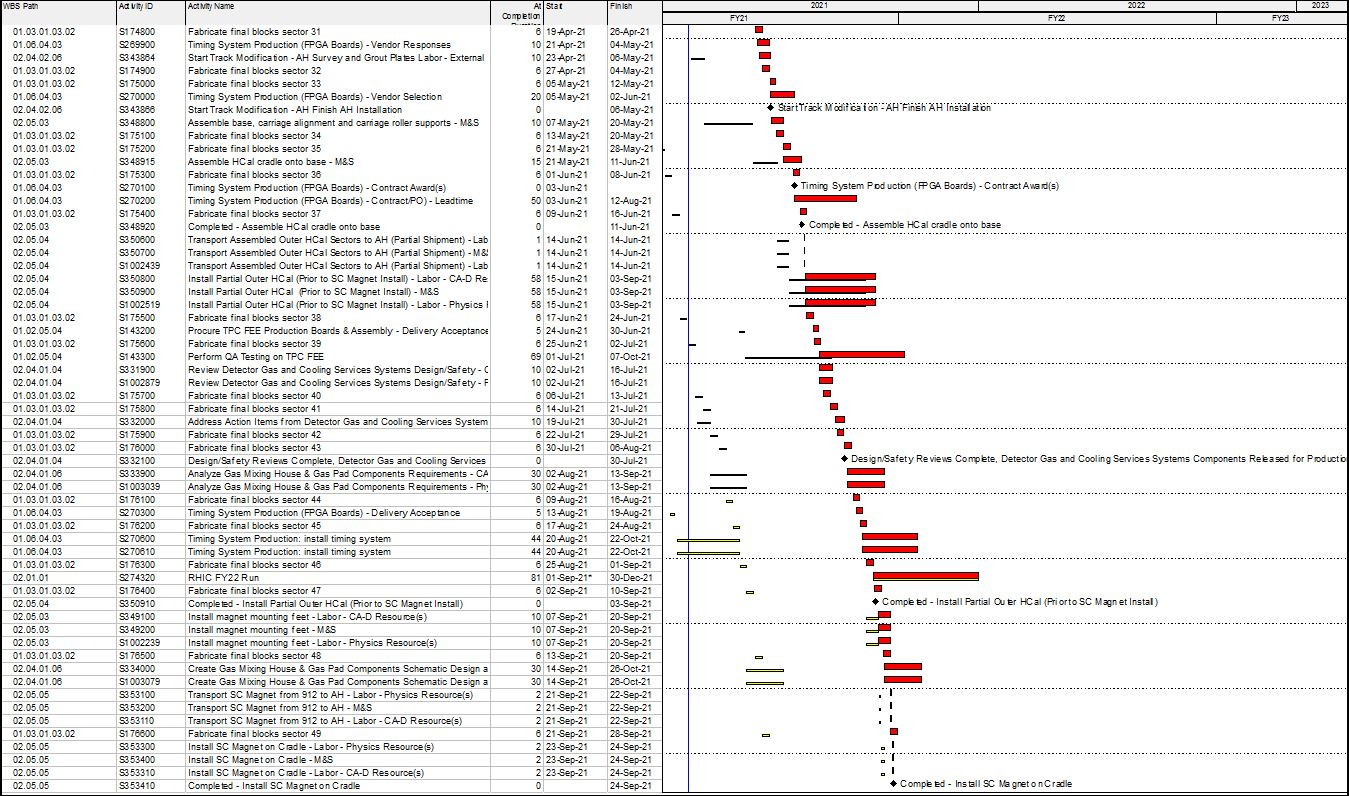 WBS Path Activity ID Activity Name At Completion Duration Start Finish 2021 2022 2023
FY21 FY22 FY23
01.03.01.03.02 S174800 Fabricate final blocks sector 31 6 19-Apr-21 26-Apr-21
01.06.04.03 S269900 Timing System Production (FPGA Boards) - Vendor Responses 10 21-Apr-21 04-May-21
02.04.02.06 S343864 Start Track Modification - AH Survey and Grout Plates Labor - External 10 23-Apr-21 06-May-21
01.03.01.03.02 S174900 Fabricate final blocks sector 32 6 27-Apr-21 04-May-21
01.03.01.03.02 S175000 Fabricate final blocks sector 33 6 05-May-21 12-May-21
01.06.04.03 S270000 Timing System Production (FPGA Boards) - Vendor Selection 20 05-May-21 02-Jun-21
02.04.02.06 S343866 Start Track Modification - AH Finish AH Installation 0 06-May-21 Start Track Modification - AH Finish AH Installation
02.05.03 S348800 Assemble base, carriage alignment and carriage roller supports - M&S 10 07-May-21 20-May-21
01.03.01.03.02 S175100 Fabricate final blocks sector 34 6 13-May-21 20-May-21
01.03.01.03.02 S175200 Fabricate final blocks sector 35 6 21-May-21 28-May-21
02.05.03 S348915 Assemble HCal cradle onto base - M&S 15 21-May-21 11-Jun-21
01.03.01.03.02 S175300 Fabricate final blocks sector 36 6 01-Jun-21 08-Jun-21
01.06.04.03 S270100 Timing System Production (FPGA Boards) - Contract Award(s) 0 03-Jun-21 Timing System Production (FPGA Boards) - Contract Award(s)
01.06.04.03 S270200 Timing System Production (FPGA Boards) - Contract/PO) - Leadtime 50 03-Jun-21 12-Aug-21
01.03.01.03.02 S175400 Fabricate final blocks sector 37 6 09-Jun-21 16-Jun-21
02.05.03 S348920 Completed - Assemble HCal cradle onto base 0 11-Jun-21 Completed - Assemble HCal cradle onto base
02.05.04 S350600 Transport Assembled Outer HCal Sectors to AH (Partial Shipment) - Lab 1 14-Jun-21 14-Jun-21
02.05.04 S350700 Transport Assembled Outer HCal Sectors to AH (Partial Shipment) - M& 1 14-Jun-21 14-Jun-21
02.05.04 S1002439 Transport Assembled Outer HCal Sectors to AH (Partial Shipment) - Lab 1 14-Jun-21 14-Jun-21
02.05.04 S350800 Install Partial Outer HCal (Prior to SC Magnet Install) - Labor - CA-D Re 58 15-Jun-21 03-Sep-21
02.05.04 S350900 Install Partial Outer HCal (Prior to SC Magnet Install) - M&S 58 15-Jun-21 03-Sep-21
02.05.04 S1002519 Install Partial Outer HCal (Prior to SC Magnet Install) - Labor - Physics 58 15-Jun-21 03-Sep-21
01.03.01.03.02 S175500 Fabricate final blocks sector 38 6 17-Jun-21 24-Jun-21
01.02.05.04 S143200 Procure TPC FEE Production Boards & Assembly - Delivery Acceptance 5 24-Jun-21 30-Jun-21
01.03.01.03.02 S175600 Fabricate final blocks sector 39 6 25-Jun-21 02-Jul-21
01.02.05.04 S143300 Perform QA Testing on TPC FEE 69 01-Jul-21 07-Oct-21
02.04.01.04 S331900 Review Detector Gas and Cooling Services Systems Design/Safety - C 10 02-Jul-21 16-Jul-21
02.04.01.04 S1002879 Review Detector Gas and Cooling Services Systems Design/Safety - F 10 02-Jul-21 16-Jul-21
01.03.01.03.02 S175700 Fabricate final blocks sector 40 6 06-Jul-21 13-Jul-21
01.03.01.03.02 S175800 Fabricate final blocks sector 41 6 14-Jul-21 21-Jul-21
02.04.01.04 S332000 Address Action Items from Detector Gas and Cooling Services System 10 19-Jul-21 30-Jul-21
01.03.01.03.02 S175900 Fabricate final blocks sector 42 6 22-Jul-21 29-Jul-21
01.03.01.03.02 S176000 Fabricate final blocks sector 43 6 30-Jul-21 06-Aug-21
02.04.01.04 S332100 Design/Safety Reviews Complete, Detector Gas and Cooling Services 0 30-Jul-21 Design/Safety Reviews Complete, Detector Gas and Cooling Services Systems Components Released for Productio
02.04.01.06 S333900 Analyze Gas Mixing House & Gas Pad Components Requirements - CA 30 02-Aug-21 13-Sep-21
02.04.01.06 S1003039 Analyze Gas Mixing House & Gas Pad Components Requirements - Phy 30 02-Aug-21 13-Sep-21
01.03.01.03.02 S176100 Fabricate final blocks sector 44 6 09-Aug-21 16-Aug-21
01.06.04.03 S270300 Timing System Production (FPGA Boards) - Delivery Acceptance 5 13-Aug-21 19-Aug-21
01.03.01.03.02 S176200 Fabricate final blocks sector 45 6 17-Aug-21 24-Aug-21
01.06.04.03 S270600 Timing System Production: install timing system 44 20-Aug-21 22-Oct-21
01.06.04.03 S270610 Timing System Production: install timing system 44 20-Aug-21 22-Oct-21
01.03.01.03.02 S176300 Fabricate final blocks sector 46 6 25-Aug-21 01-Sep-21
02.01.01 S274320 RHIC FY22 Run 81 01-Sep-21* 30-Dec-21
01.03.01.03.02 S176400 Fabricate final blocks sector 47 6 02-Sep-21 10-Sep-21
02.05.04 S350910 Completed - Install Partial Outer HCal (Prior to SC Magnet Install) 0 03-Sep-21 Completed - Install Partial Outer HCal (Prior to SC Magnet Install)
02.05.03 S349100 Install magnet mounting feet - Labor - CA-D Resource(s) 10 07-Sep-21 20-Sep-21
02.05.03 S349200 Install magnet mounting feet - M&S 10 07-Sep-21 20-Sep-21
02.05.03 S1002239 Install magnet mounting feet - Labor - Physics Resource(s) 10 07-Sep-21 20-Sep-21
01.03.01.03.02 S176500 Fabricate final blocks sector 48 6 13-Sep-21 20-Sep-21
02.04.01.06 S334000 Create Gas Mixing House & Gas Pad Components Schematic Design a 30 14-Sep-21 26-Oct-21
02.04.01.06 S1003079 Create Gas Mixing House & Gas Pad Components Schematic Design a 30 14-Sep-21 26-Oct-21
02.05.05 S353100 Transport SC Magnet from 912 to AH - Labor - Physics Resource(s) 2 21-Sep-21 22-Sep-21
02.05.05 S353200 Transport SC Magnet from 912 to AH - M&S 2 21-Sep-21 22-Sep-21
02.05.05 S353110 Transport SC Magnet from 912 to AH - Labor - CA-D Resource(s) 2 21-Sep-21 22-Sep-21
01.03.01.03.02 S176600 Fabricate final blocks sector 49 6 21-Sep-21 28-Sep-21
02.05.05 S353300 Install SC Magnet on Cradle - Labor - Physics Resource(s) 2 23-Sep-21 24-Sep-21
02.05.05 S353400 Install SC Magnet on Cradle - M&S 2 23-Sep-21 24-Sep-21
02.05.05 S353310 Install SC Magnet on Cradle - Labor - CA-D Resource(s) 2 23-Sep-21 24-Sep-21
02.05.05 S353410 Completed - Install SC Magnet on Cradle 0 24-Sep-21 Completed - Install SC Magnet on Cradle